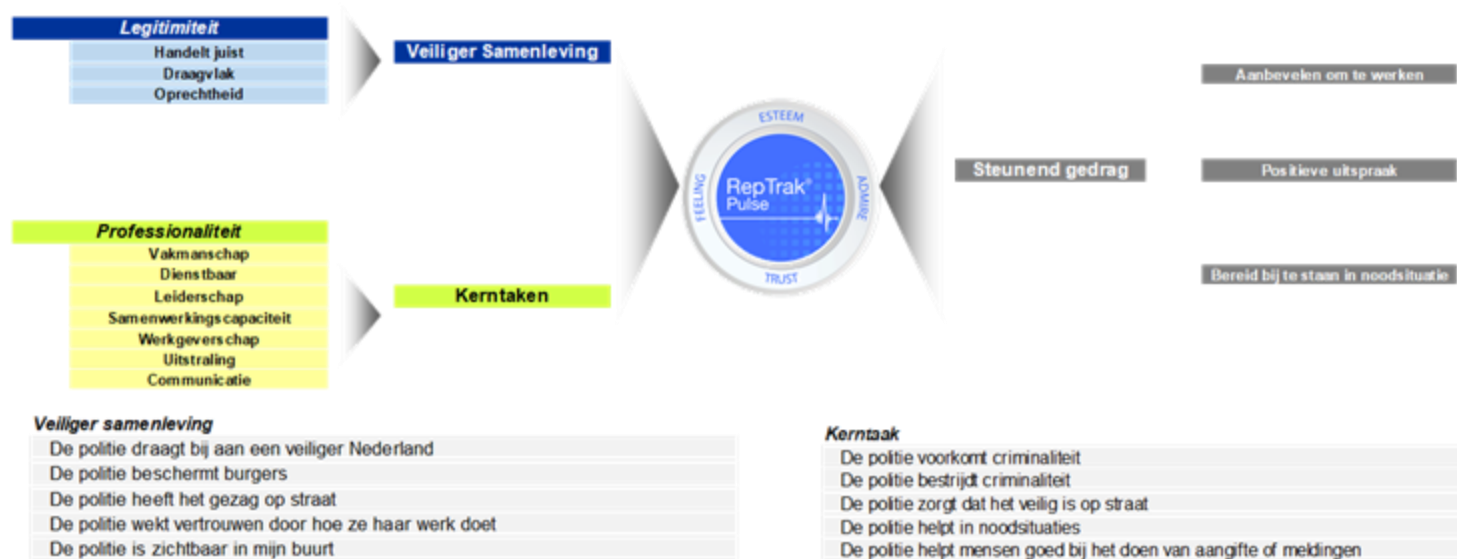 Legitimiteit
Handelt juist
Draagvlak
Oprechtheid
Veiliger Samenleving
Professionaliteit
Vakmanschap
Dienstbaar
Leiderschap
Samenwerkingscapaciteit
Werkgeverschap
Uitstraling
Communicatie
Kerntaken
ESTEEM
FEELING
RepTrak®
Pulse
ADMIRE
TRUST
Steunend gedrag
Aanbevelen om te werken
Positieve uitspraak
Bereid bij te staan in noodsituatie
Veiliger samenleving
De politie draagt bij aan een veiliger Nederland
De politie beschermt burgers
De politie heeft het gezag op straat
De politie wekt vertrouwen door hoe ze haar werk doet
De politie is zichtbaar in mijn buurt
Kerntaak
De politie voorkomt criminaliteit
De politie bestrijdt criminaliteit
De politie zorgt dat het veilig is op straat
De politie helpt in noodsituaties
De politie helpt mensen goed bij het doen van aangifte of meldingen